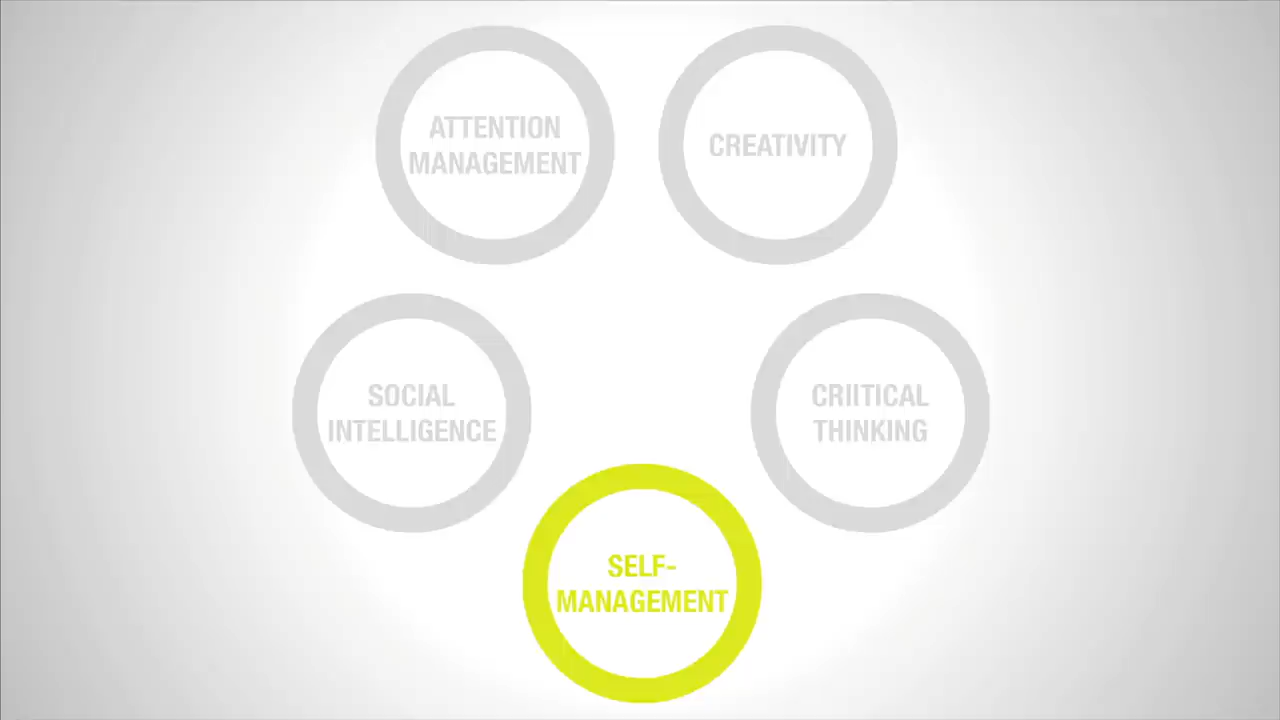 ATTENTION
MANAGEMENT
CREATIVITY
SOCIAL
INTELLIGENCE
CRIITICAL
THINKING
SELF-
MANAGEMENT